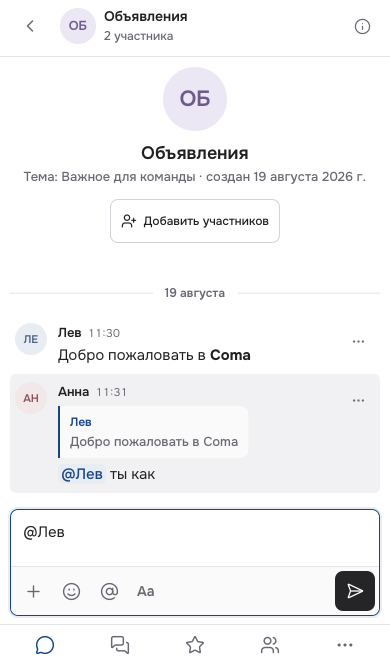 ОБ
Объявления
2 участника
ОБ
Объявления
Тема: Важное для команды · создан 19 августа 2026 г.
Добавить участников
19 августа
ЛЕ
Лев 11:30
Добро пожаловать в Coma
АН
Анна 11:31
Лев
Добро пожаловать в Coma
@Лев ты как
@Лев
Aa